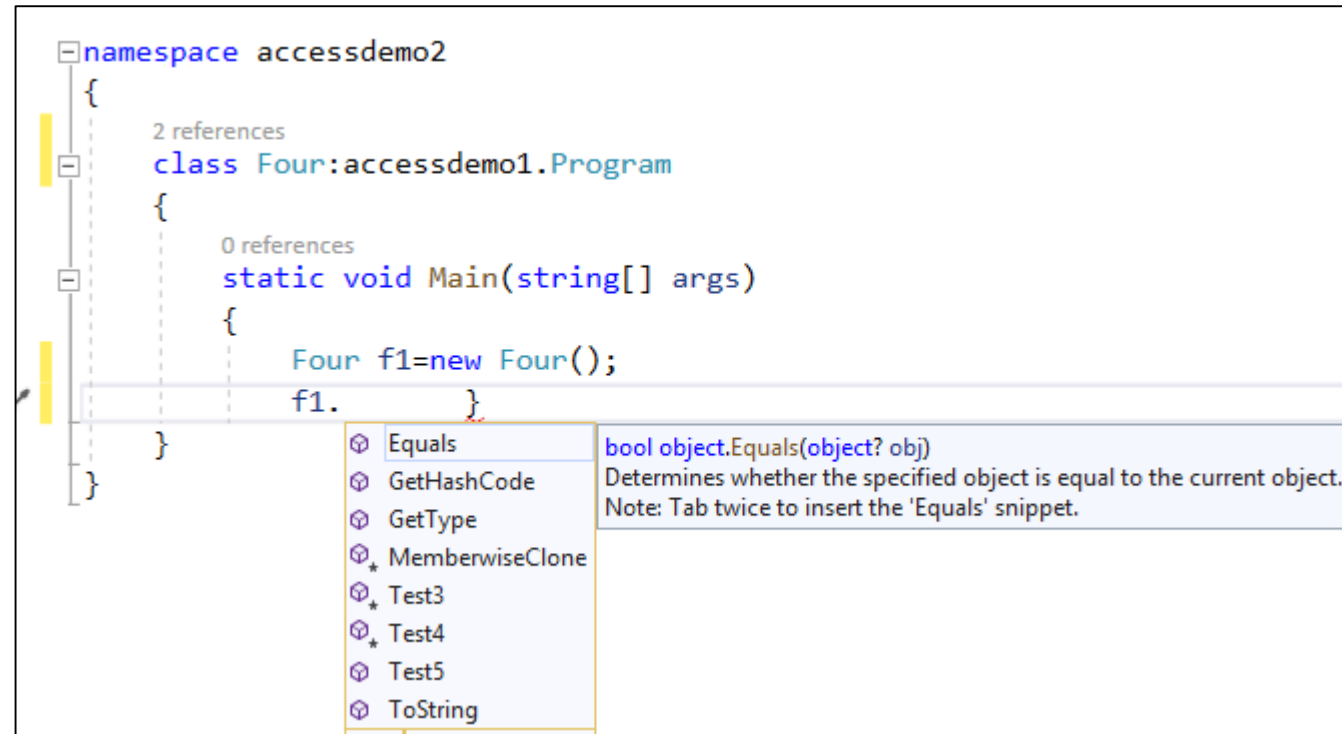 namespace accessdemo2
{
2 references
class Four:accessdemo1.Program
{
0 references
static void Main(string[] args)
{
Four f1=new Four();
f1. }
}
}
Equals
GetHashCode
GetType
MemberwiseClone
Test3
Test4
Test5
ToString
bool object.Equals(object? obj)
Determines whether the specified object is equal to the current object.
Note: Tab twice to insert the 'Equals' snippet.